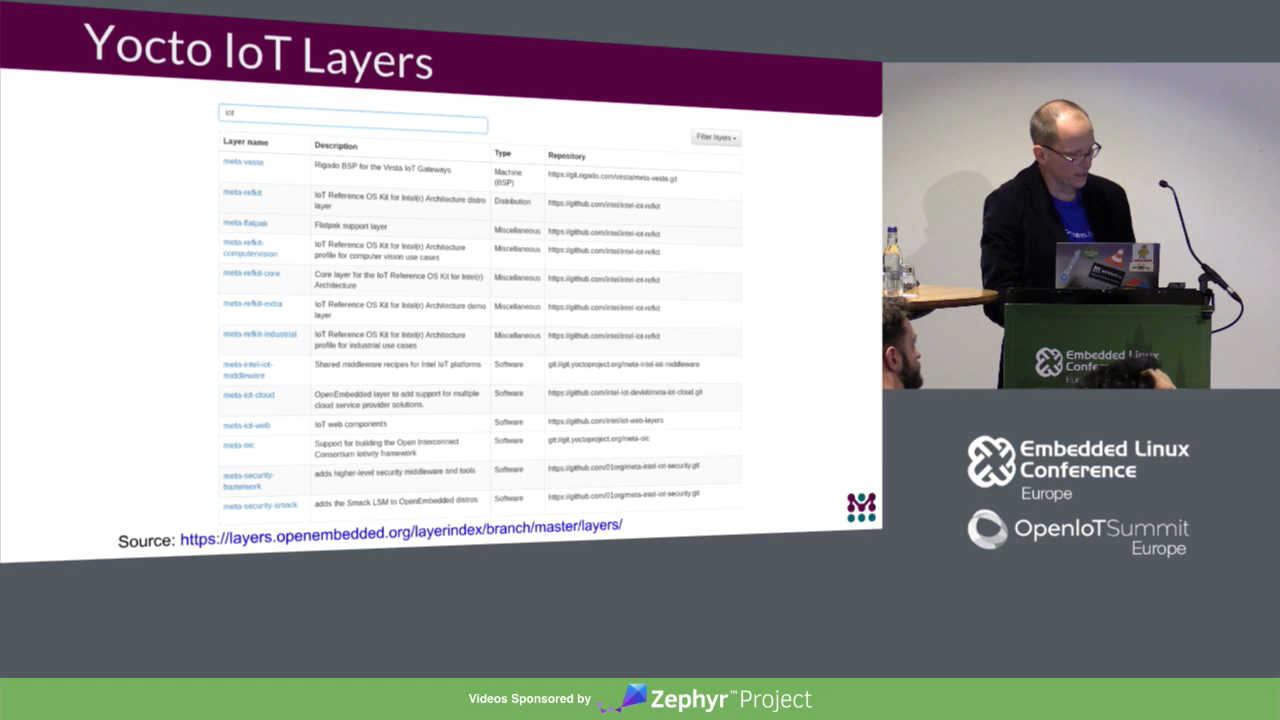 Yocto IoT Layers
iot
Filter layers
Layer name Description Type Repository
meta-vesta Rigado BSP for the Vesta IoT Gateways Machine (BSP) https://git.rigado.com/vesta/meta-vesta.git
meta-refkit IoT Reference OS Kit for Intel(r) Architecture distro layer Distribution https://github.com/intel/intel-iot-refkit
meta-flatpak Flatpak support layer Miscellaneous https://github.com/intel/intel-iot-refkit
meta-refkit-computervision IoT Reference OS Kit for Intel(r) Architecture profile for computer vision use cases Miscellaneous https://github.com/intel/intel-iot-refkit
meta-refkit-core Core layer for the IoT Reference OS Kit for Intel(r) Architecture Miscellaneous https://github.com/intel/intel-iot-refkit
meta-refkit-extra IoT Reference OS Kit for Intel(r) Architecture demo layer Miscellaneous https://github.com/intel/intel-iot-refkit
meta-refkit-industrial IoT Reference OS Kit for Intel(r) Architecture profile for industrial use cases Miscellaneous https://github.com/intel/intel-iot-refkit
meta-intel-iot-middleware Shared middleware recipes for Intel IoT platforms Software git://git.yoctoproject.org/meta-intel-iot-middleware
meta-iot-cloud OpenEmbedded layer to add support for multiple cloud service provider solutions. Software https://github.com/intel-iot-devkit/meta-iot-cloud.git
meta-iot-web IoT web components Software https://github.com/intel/iot-web-layers
meta-oic Support for building the Open Interconnect Consortium Iotivity framework Software git://git.yoctoproject.org/meta-oic
meta-security-framework adds higher-level security middleware and tools Software https://github.com/01org/meta-intel-iot-security.git
meta-security-smack adds the Smack LSM to OpenEmbedded distros Software https://github.com/01org/meta-intel-iot-security.git
Source: https://layers.openembedded.org/layerindex/branch/master/layers/
Embedded Linux
Embedded Linux
Conference
Europe
OpenIoTSummit
Europe
Videos Sponsored by Zephyr™Project